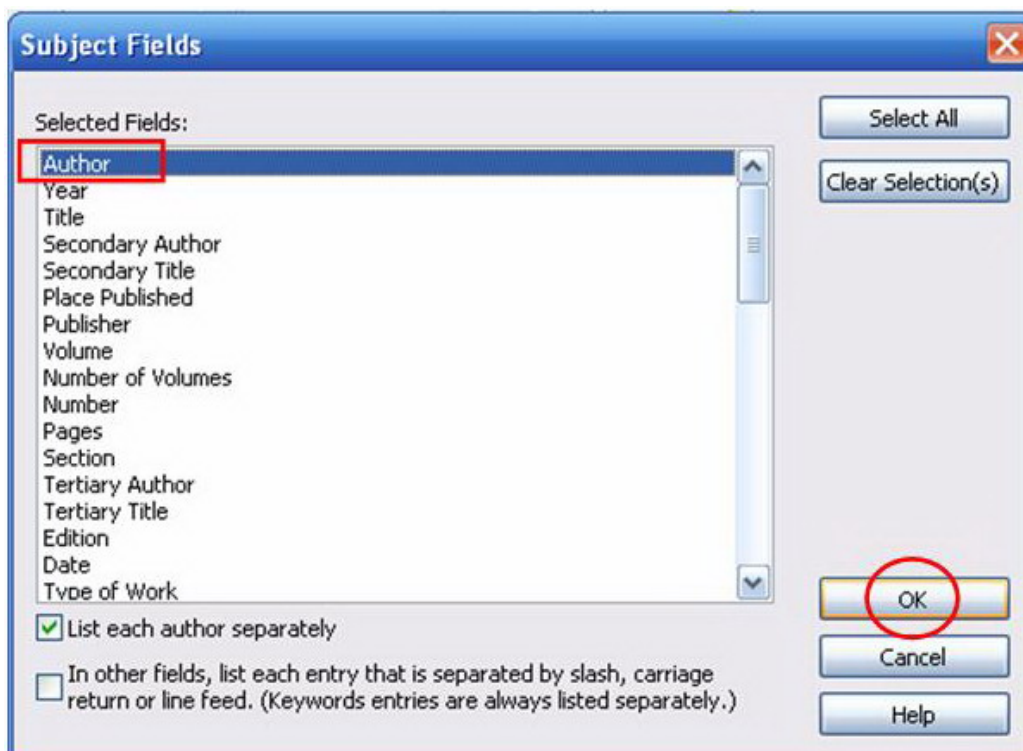 Subject Fields
Selected Fields:
Select All
Author
Clear Selection(s)
Year
Title
Secondary Author
Secondary Title
Place Published
Publisher
Volume
Number of Volumes
Number
Pages
Section
Tertiary Author
Tertiary Title
Edition
Date
Type of Work
OK
List each author separately
Cancel
In other fields, list each entry that is separated by slash, carriage
return or line feed. (Keywords entries are always listed separately.)
Help